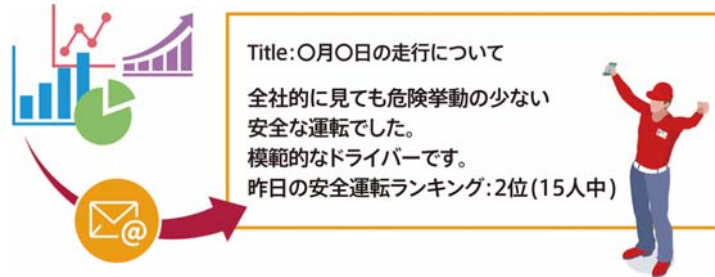 Title:〇月〇日の走行について
全社的に見ても危険挙動の少ない
安全な運転でした。
模範的なドライバーです。
昨日の安全運転ランキング:2位(15人中)
@